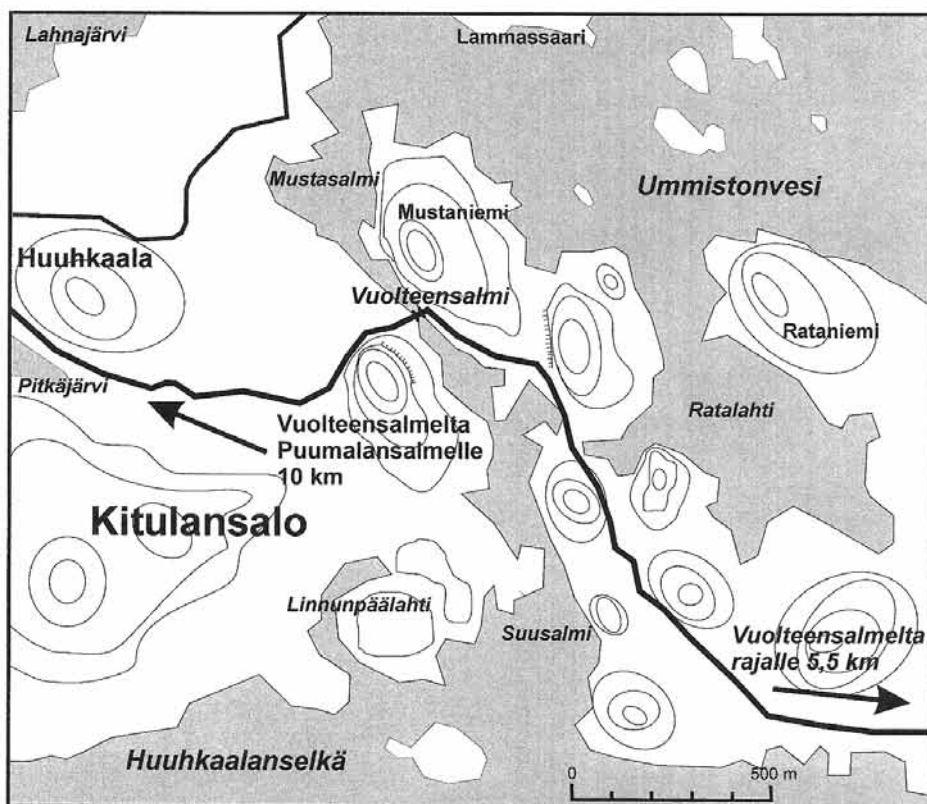 Lahnajärvi
Lammassaari
Mustasalmi
Ummistonvesi
Mustaniemi
Huuhkaala
Vuolteensalmi
Rataniemi
Pitkäjärvi
Ratalahti
Vuolteensalmelta
Puumalansalmelle
10 km
Kitulansalo
Linnunpäälahti
Suusalmi
Vuolteensalmelta
rajalle 5,5 km
Huuhkaalanselkä
0 500 m